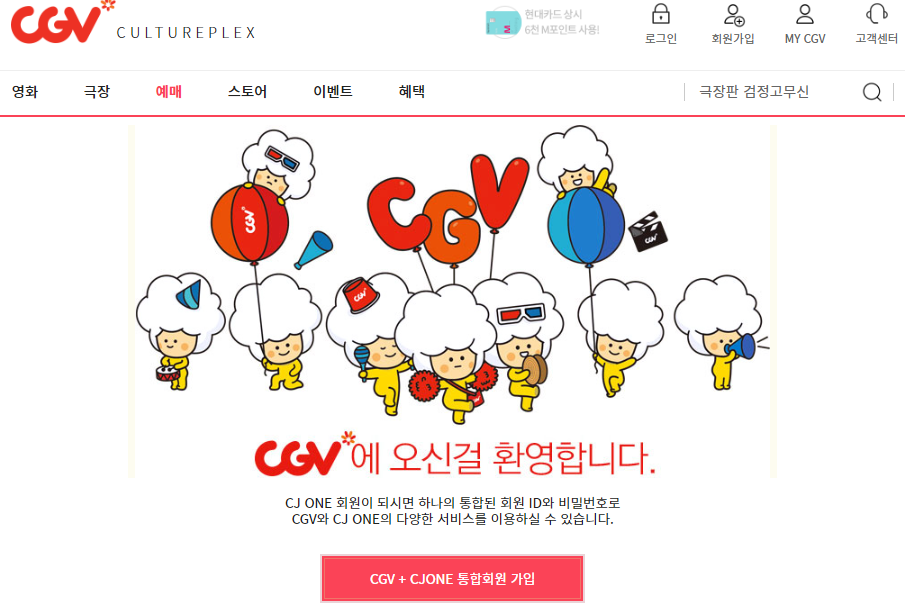 CGV
CULTUREPLEX
현대카드 상시
6천 M포인트 사용!
M
로그인
회원가입
MY CGV
고객센터
영화
극장
예매
스토어
이벤트
혜택
극장판 검정고무신
CGV
CGV
CGV
CGV
CGV에 오신걸 환영합니다.
CJ ONE 회원이 되시면 하나의 통합된 회원 ID와 비밀번호로
CGV와 CJ ONE의 다양한 서비스를 이용하실 수 있습니다.
CGV + CJONE 통합회원 가입